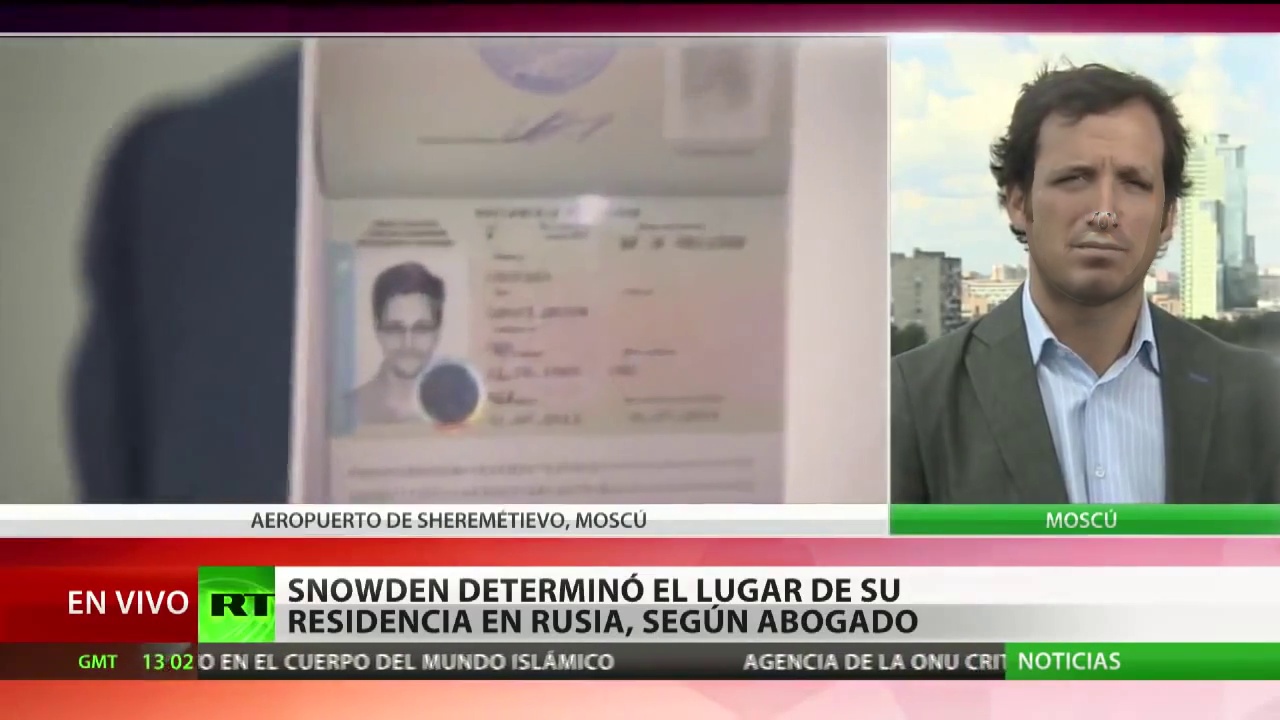 AEROPUERTO DE SHEREMÉTIEVO, MOSCÚ
MOSCÚ
EN VIVO
RT
SNOWDEN DETERMINÓ EL LUGAR DE SU
RESIDENCIA EN RUSIA, SEGÚN ABOGADO
GMT 13:02
O EN EL CUERPO DEL MUNDO ISLÁMICO AGENCIA DE LA ONU CRIT
NOTICIAS